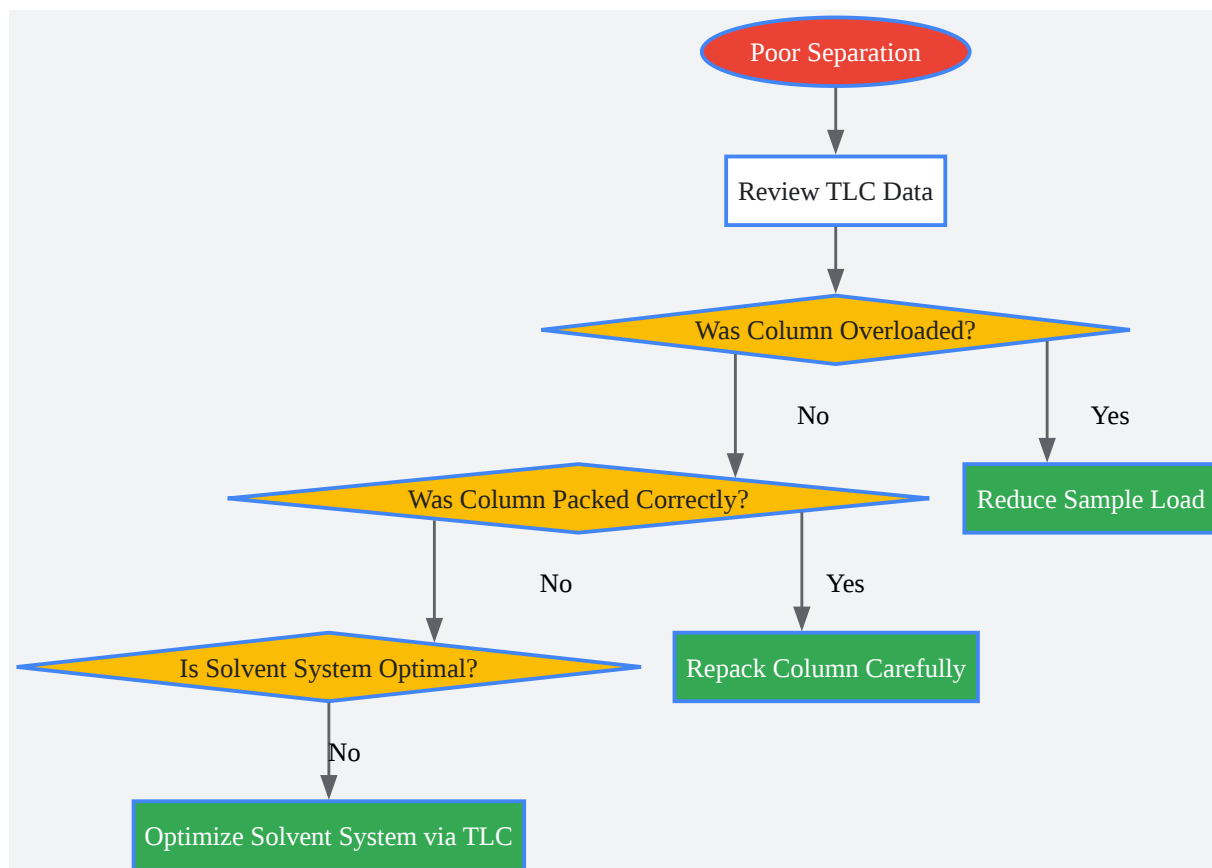 Poor Separation
Review TLC Data
Was Column Overloaded?
No
Yes
Was Column Packed Correctly?
Reduce Sample Load
No
Yes
Is Solvent System Optimal?
Repack Column Carefully
No
Optimize Solvent System via TLC